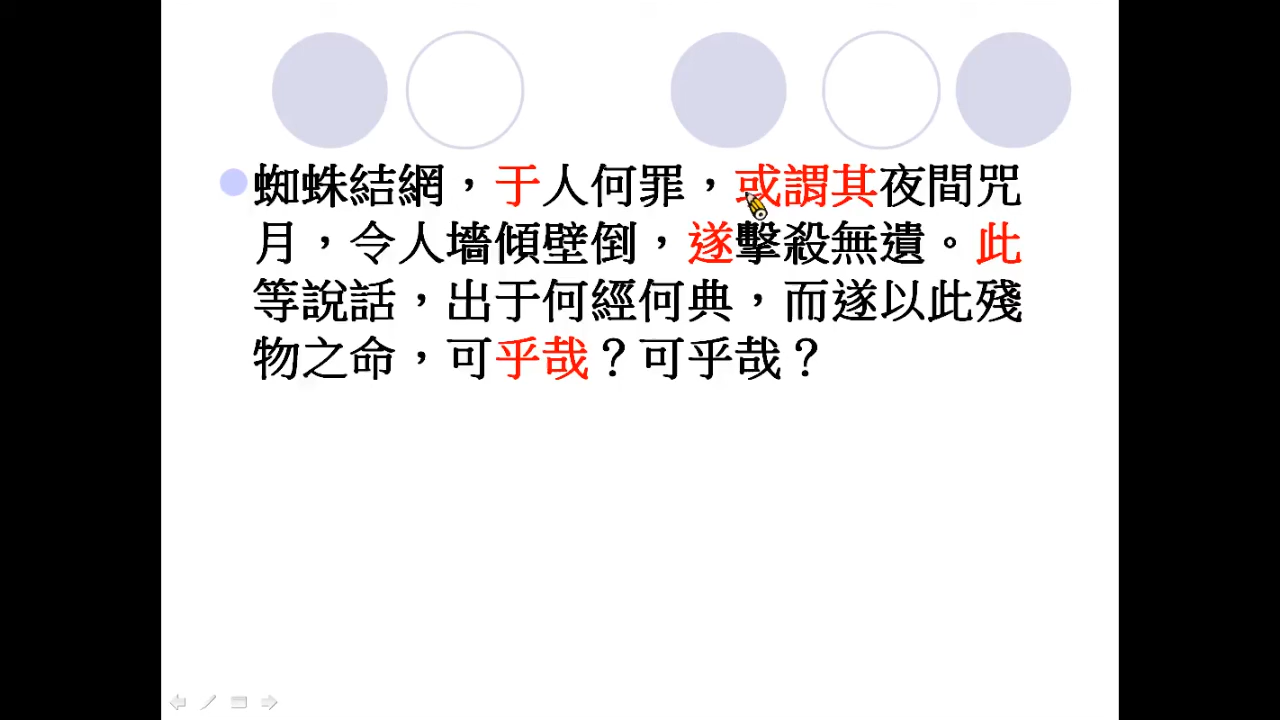 蜘蛛結網，于人何罪，或謂其夜間咒
月，令人墻傾壁倒，遂擊殺無遺。此
等說話，出于何經何典，而遂以此殘
物之命，可乎哉？可乎哉？